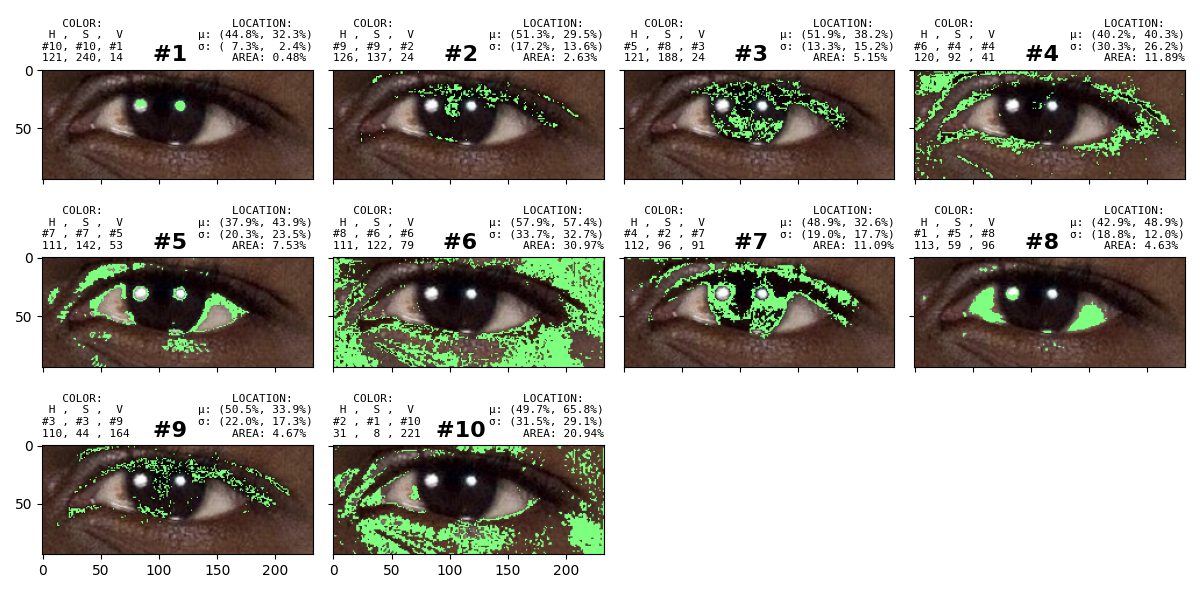 COLOR: LOCATION:
H , S , V μ: (44.8%, 32.3%)
#10, #10, #1 #1 σ: ( 7.3%, 2.4%)
121, 240, 14 AREA: 0.48%
COLOR: LOCATION:
H , S , V μ: (51.3%, 29.5%)
#9 , #9 , #2 #2 σ: (17.2%, 13.6%)
126, 137, 24 AREA: 2.63%
COLOR: LOCATION:
H , S , V μ: (51.9%, 38.2%)
#5 , #8 , #3 #3 σ: (13.3%, 15.2%)
121, 188, 24 AREA: 5.15%
COLOR: LOCATION:
H , S , V μ: (40.2%, 40.3%)
#6 , #4 , #4 #4 σ: (30.3%, 26.2%)
120, 92 , 41 AREA: 11.89%
0
50
COLOR: LOCATION:
H , S , V μ: (37.9%, 43.9%)
#7 , #7 , #5 #5 σ: (20.3%, 23.5%)
111, 142, 53 AREA: 7.53%
COLOR: LOCATION:
H , S , V μ: (57.9%, 57.4%)
#8 , #6 , #6 #6 σ: (33.7%, 32.7%)
111, 122, 79 AREA: 30.97%
COLOR: LOCATION:
H , S , V μ: (48.9%, 32.6%)
#4 , #2 , #7 #7 σ: (19.0%, 17.7%)
112, 96 , 91 AREA: 11.09%
COLOR: LOCATION:
H , S , V μ: (42.9%, 48.9%)
#1 , #5 , #8 #8 σ: (18.8%, 12.0%)
113, 59 , 96 AREA: 4.63%
0
50
COLOR: LOCATION:
H , S , V μ: (50.5%, 33.9%)
#3 , #3 , #9 #9 σ: (22.0%, 17.3%)
110, 44 , 164 AREA: 4.67%
COLOR: LOCATION:
H , S , V μ: (49.7%, 65.8%)
#2 , #1 , #10 #10 σ: (31.5%, 29.1%)
31 , 8 , 221 AREA: 20.94%
0
50
0 50 100 150 200
0 50 100 150 200